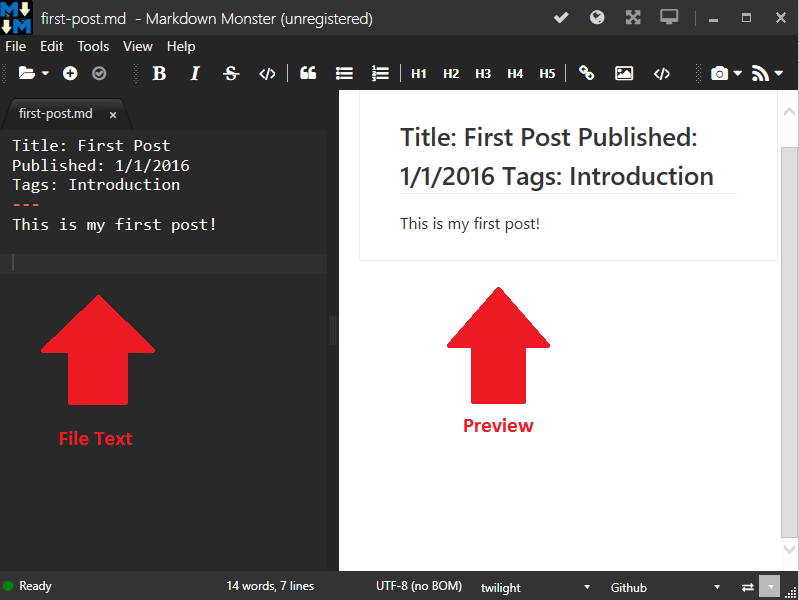 first-post.md - Markdown Monster (unregistered)
File Edit Tools View Help
B I S </> H1 H2 H3 H4 H5 </>
first-post.md ×
Title: First Post
Published: 1/1/2016
Tags: Introduction
---
This is my first post!
File Text
Title: First Post Published:
1/1/2016 Tags: Introduction
This is my first post!
Preview
Ready 14 words, 7 lines UTF-8 (no BOM) twilight Github